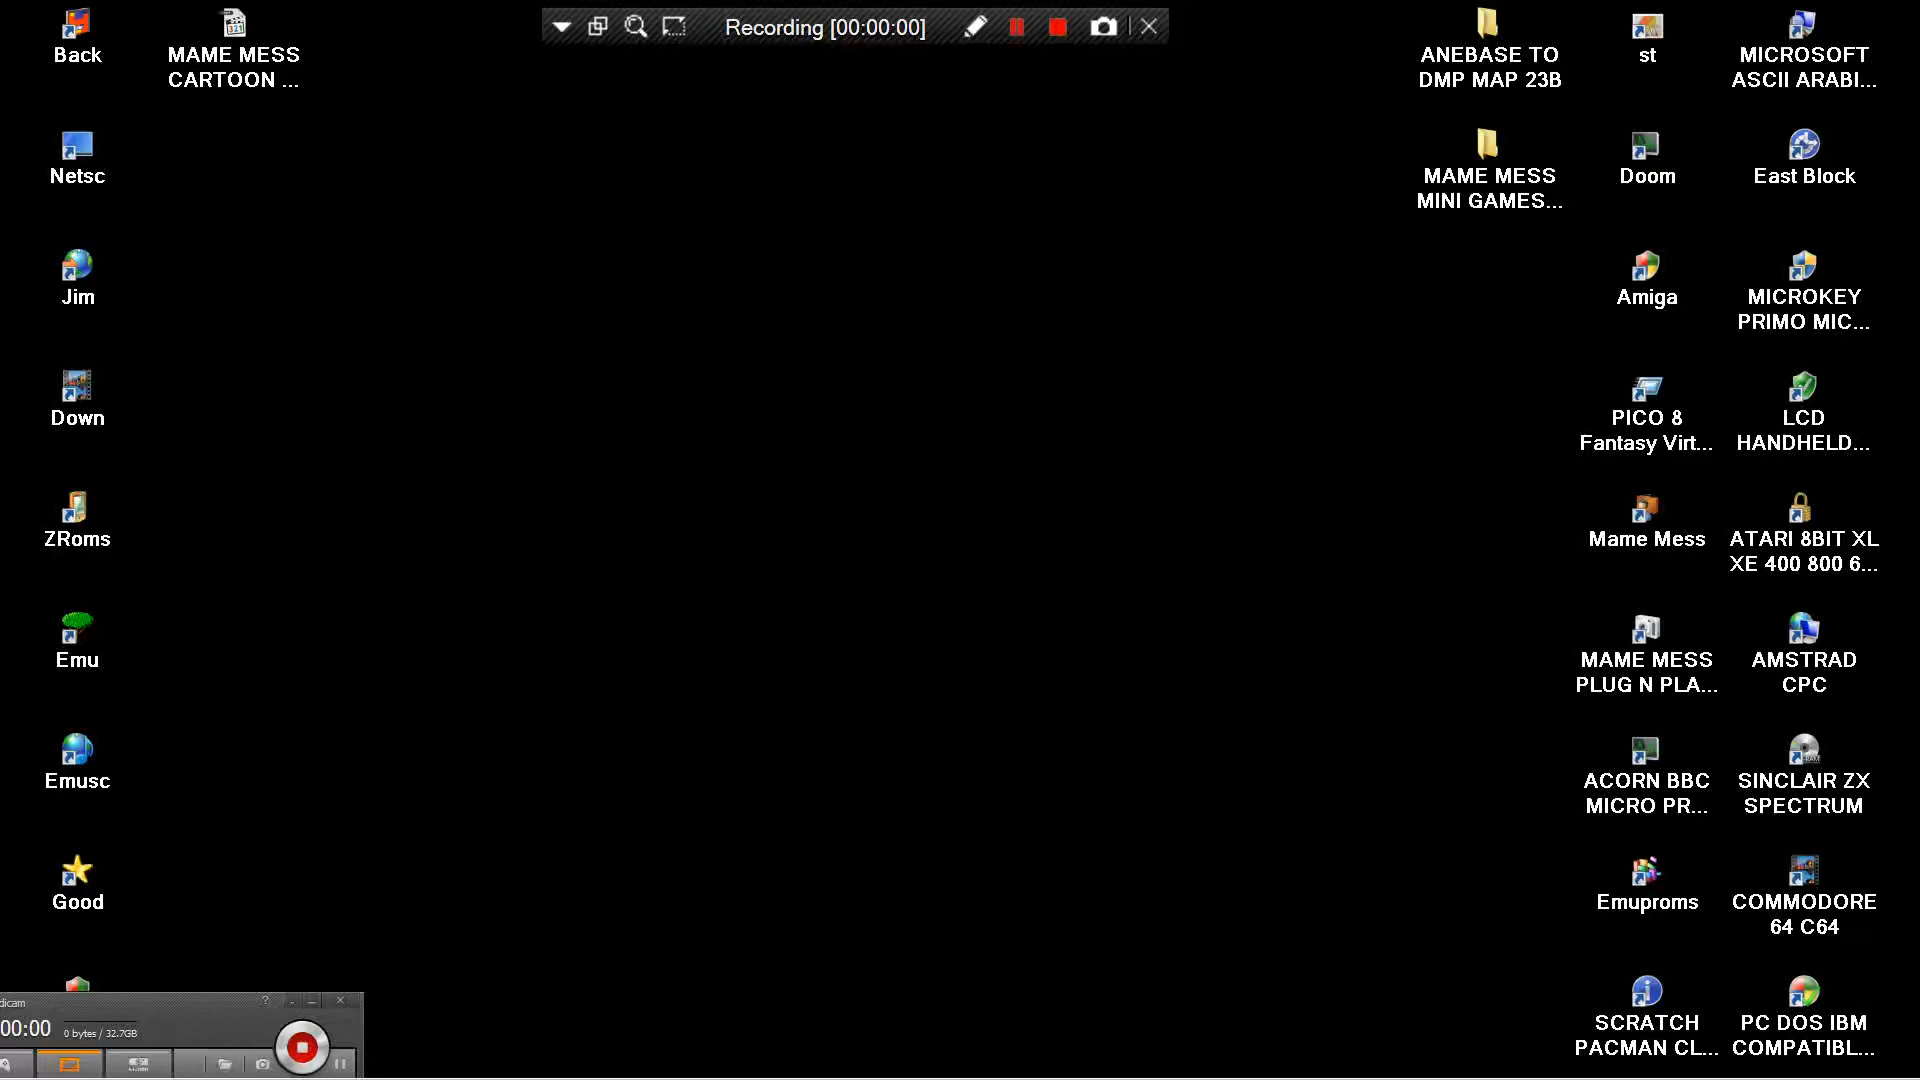 Recording [00:00:00]
Back
MAME MESS
CARTOON ...
Netsc
Jim
Down
ZRoms
Emu
Emusc
Good
ANEBASE TO
DMP MAP 23B
st
MICROSOFT
ASCII ARABI...
MAME MESS
MINI GAMES...
Doom
East Block
Amiga
MICROKEY
PRIMO MIC...
PICO 8
Fantasy Virt...
LCD
HANDHELD...
Mame Mess
ATARI 8BIT XL
XE 400 800 6...
MAME MESS
PLUG N PLA...
AMSTRAD
CPC
ACORN BBC
MICRO PR...
SINCLAIR ZX
SPECTRUM
Emuproms
COMMODORE
64 C64
SCRATCH
PACMAN CL...
PC DOS IBM
COMPATIBL...
dicam
00:00
0 bytes / 32.7GB